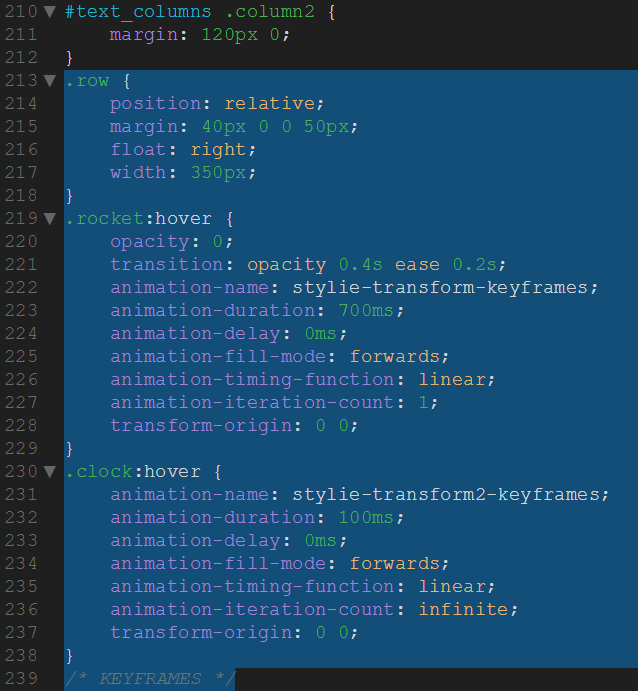 210 ▼ #text_columns .column2 {
211 margin: 120px 0;
212 }
213 ▼ .row {
214 position: relative;
215 margin: 40px 0 0 50px;
216 float: right;
217 width: 350px;
218 }
219 ▼ .rocket:hover {
220 opacity: 0;
221 transition: opacity 0.4s ease 0.2s;
222 animation-name: stylie-transform-keyframes;
223 animation-duration: 700ms;
224 animation-delay: 0ms;
225 animation-fill-mode: forwards;
226 animation-timing-function: linear;
227 animation-iteration-count: 1;
228 transform-origin: 0 0;
229 }
230 ▼ .clock:hover {
231 animation-name: stylie-transform2-keyframes;
232 animation-duration: 100ms;
233 animation-delay: 0ms;
234 animation-fill-mode: forwards;
235 animation-timing-function: linear;
236 animation-iteration-count: infinite;
237 transform-origin: 0 0;
238 }
239 /* KEYFRAMES */